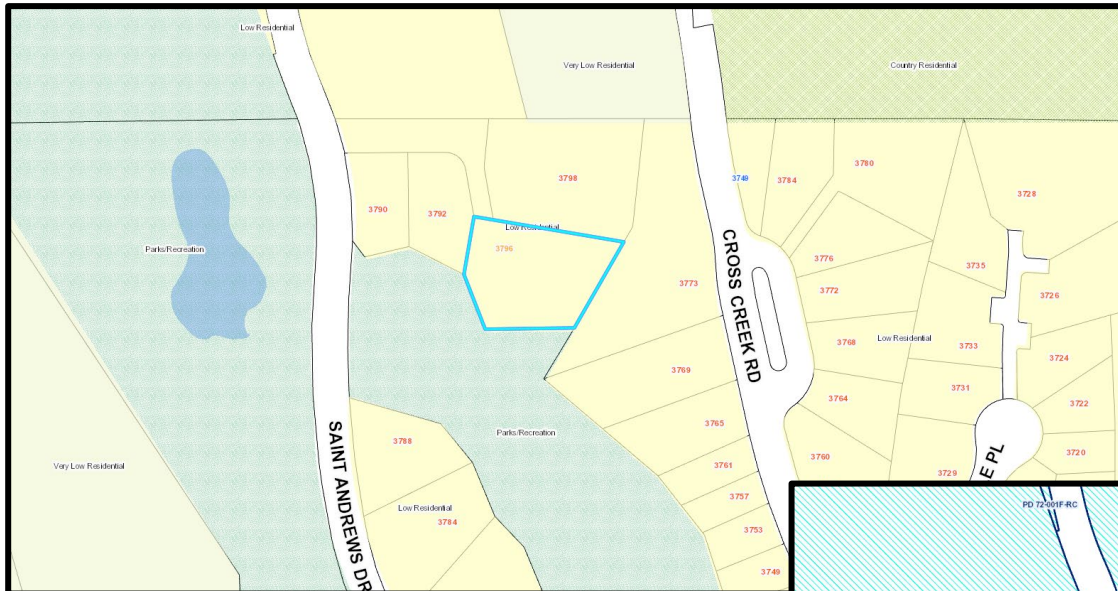 Low Residential
Very Low Residential
Country Residential
3798
3749
3784
3780
3728
3790
3792
Low Residential
3796
Parks/Recreation
CROSS CREEK RD
3773
3776
3772
3735
3726
3768
Low Residential
3733
3724
3769
3731
3764
3722
3788
SAINT ANDREWS DR
Parks/Recreation
3765
3760
3720
Very Low Residential
3761
3729
E PL
3757
Low Residential
3784
3753
3749
PD 72-001F-RC